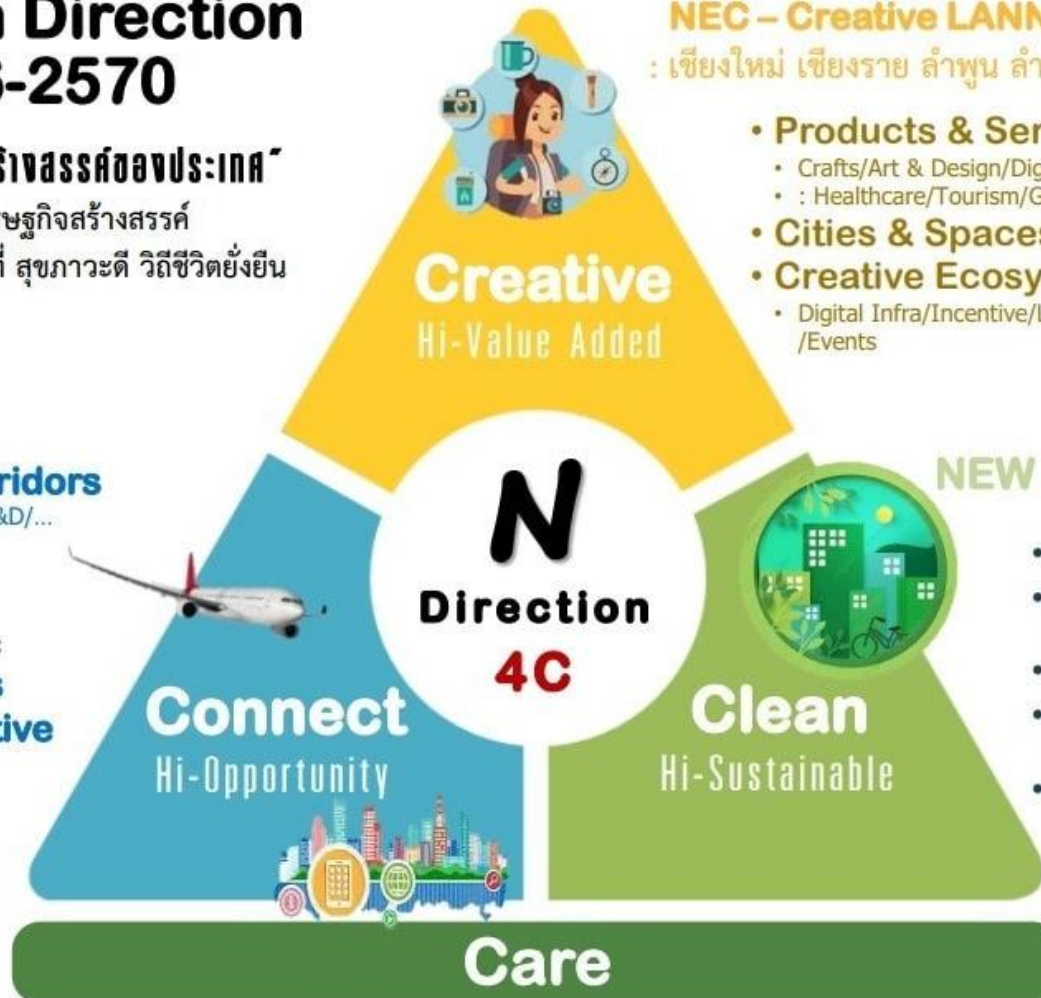 Direction
-2570
ร้างสรรค์ของประเทศ"
ษฐกิจสร้างสรรค์
สุขภาวะดี วิถีชีวิตยั่งยืน
NEC – Creative LANN
: เชียงใหม่ เชียงราย ลำพูน
• Products & Ser
• Crafts/Art & Design/Dig
• : Healthcare/Tourism/G
• Cities & Spaces
• Creative Ecosy
• Digital Infra/Incentive/
/Events
Creative
Hi-Value Added
ridors
&D/...
tive
NEW
N
Direction
4C
Connect
Hi-Opportunity
Clean
Hi-Sustainable
Care